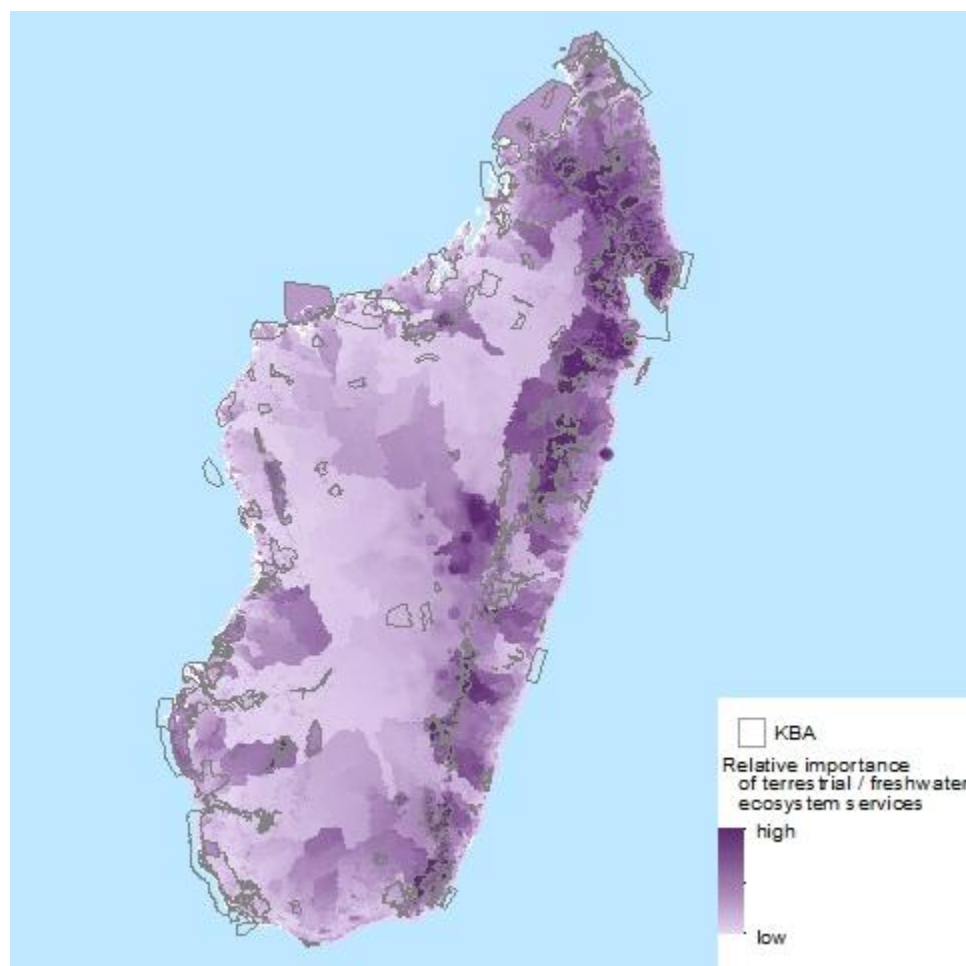 KBA
Relative importance
of terrestrial / freshwater
ecosystem services
high
low